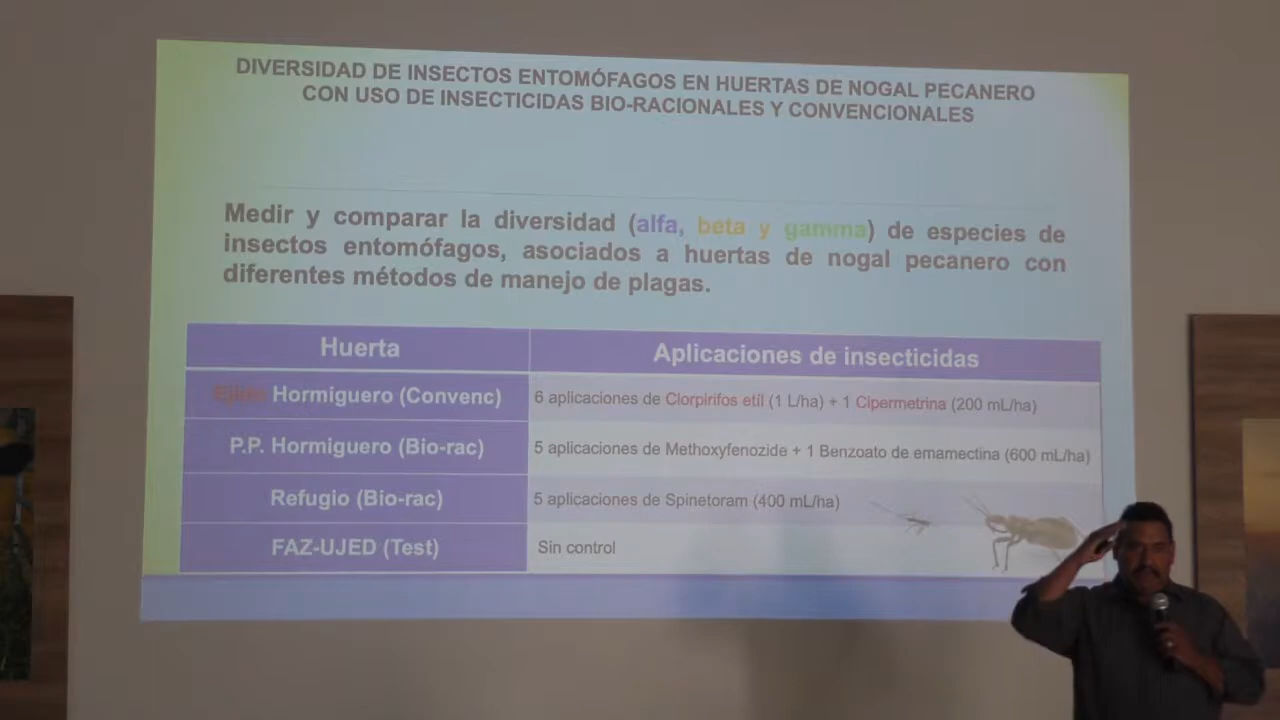 DIVERSIDAD DE INSECTOS ENTOMÓFAGOS EN HUERTAS DE NOGAL PECANERO
CON USO DE INSECTICIDAS BIO-RACIONALES Y CONVENCIONALES
Medir y comparar la diversidad (alfa, beta y gamma) de especies de
insectos entomófagos, asociados a huertas de nogal pecanero con
diferentes métodos de manejo de plagas.
Huerta Aplicaciones de insecticidas
Hormiguero (Convenc) 6 aplicaciones de Clorpirifos etil (1 L/ha) + 1 Cipermetrina (200 mL/ha)
P.P. Hormiguero (Bio-rac) 5 aplicaciones de Methoxyfenozide + 1 Benzoato de emamectina (600 mL/ha)
Refugio (Bio-rac) 5 aplicaciones de Spinetoram (400 mL/ha)
FAZ-UJED (Test) Sin control